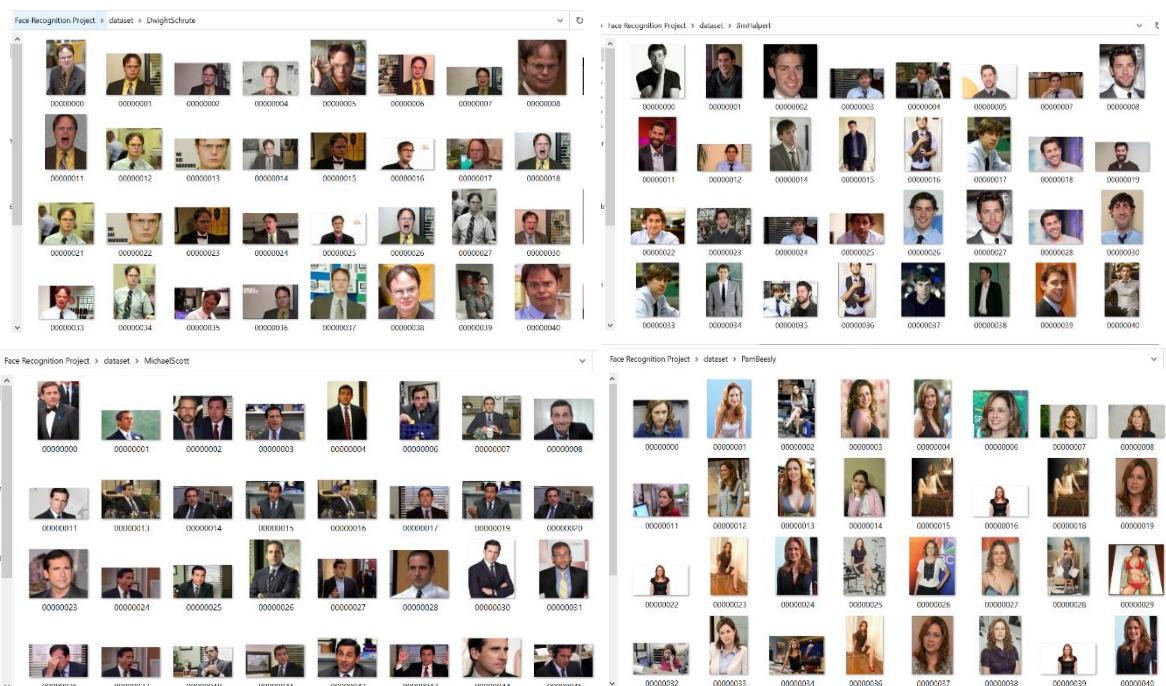 Face Recognition Project > dataset > DwightSchrute
00000000 00000001 00000002 00000004 00000005 00000006 00000007 00000008
00000011 00000012 00000013 00000014 00000015 00000016 00000017 00000018
00000021 00000022 00000023 00000024 00000025 00000026 00000027 00000030
00000033 00000034 00000035 00000036 00000037 00000038 00000039 00000040
Face Recognition Project > dataset > JimHalpert
00000000 00000001 00000002 00000003 00000004 00000005 00000007 00000008
00000011 00000012 00000014 00000015 00000016 00000017 00000018 00000019
00000022 00000023 00000024 00000025 00000026 00000027 00000028 00000030
00000033 00000034 00000035 00000036 00000037 00000038 00000039 00000040
Face Recognition Project > dataset > MichaelScott
00000000 00000001 00000002 00000003 00000004 00000006 00000007 00000008
00000011 00000013 00000014 00000015 00000016 00000017 00000019 00000020
00000023 00000024 00000025 00000026 00000027 00000028 00000030 00000031
Face Recognition Project > dataset > PamBeesly
00000000 00000001 00000002 00000003 00000004 00000006 00000007 00000008
00000011 00000012 00000013 00000014 00000015 00000016 00000018 00000019
00000022 00000023 00000024 00000025 00000026 00000027 00000028 00000029
00000032 00000033 00000034 00000036 00000037 00000038 00000039 00000040